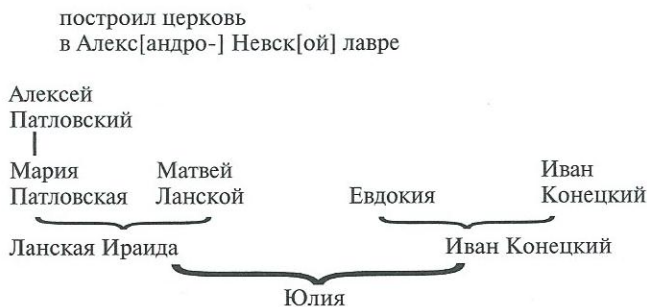 построил церковь
в Алекс[андро-] Невск[ой] лавре
Алексей
Патловский
Мария Матвей Иван
Патловская Ланской Евдокия Конецкий
Ланская Ираида Иван Конецкий
Юлия